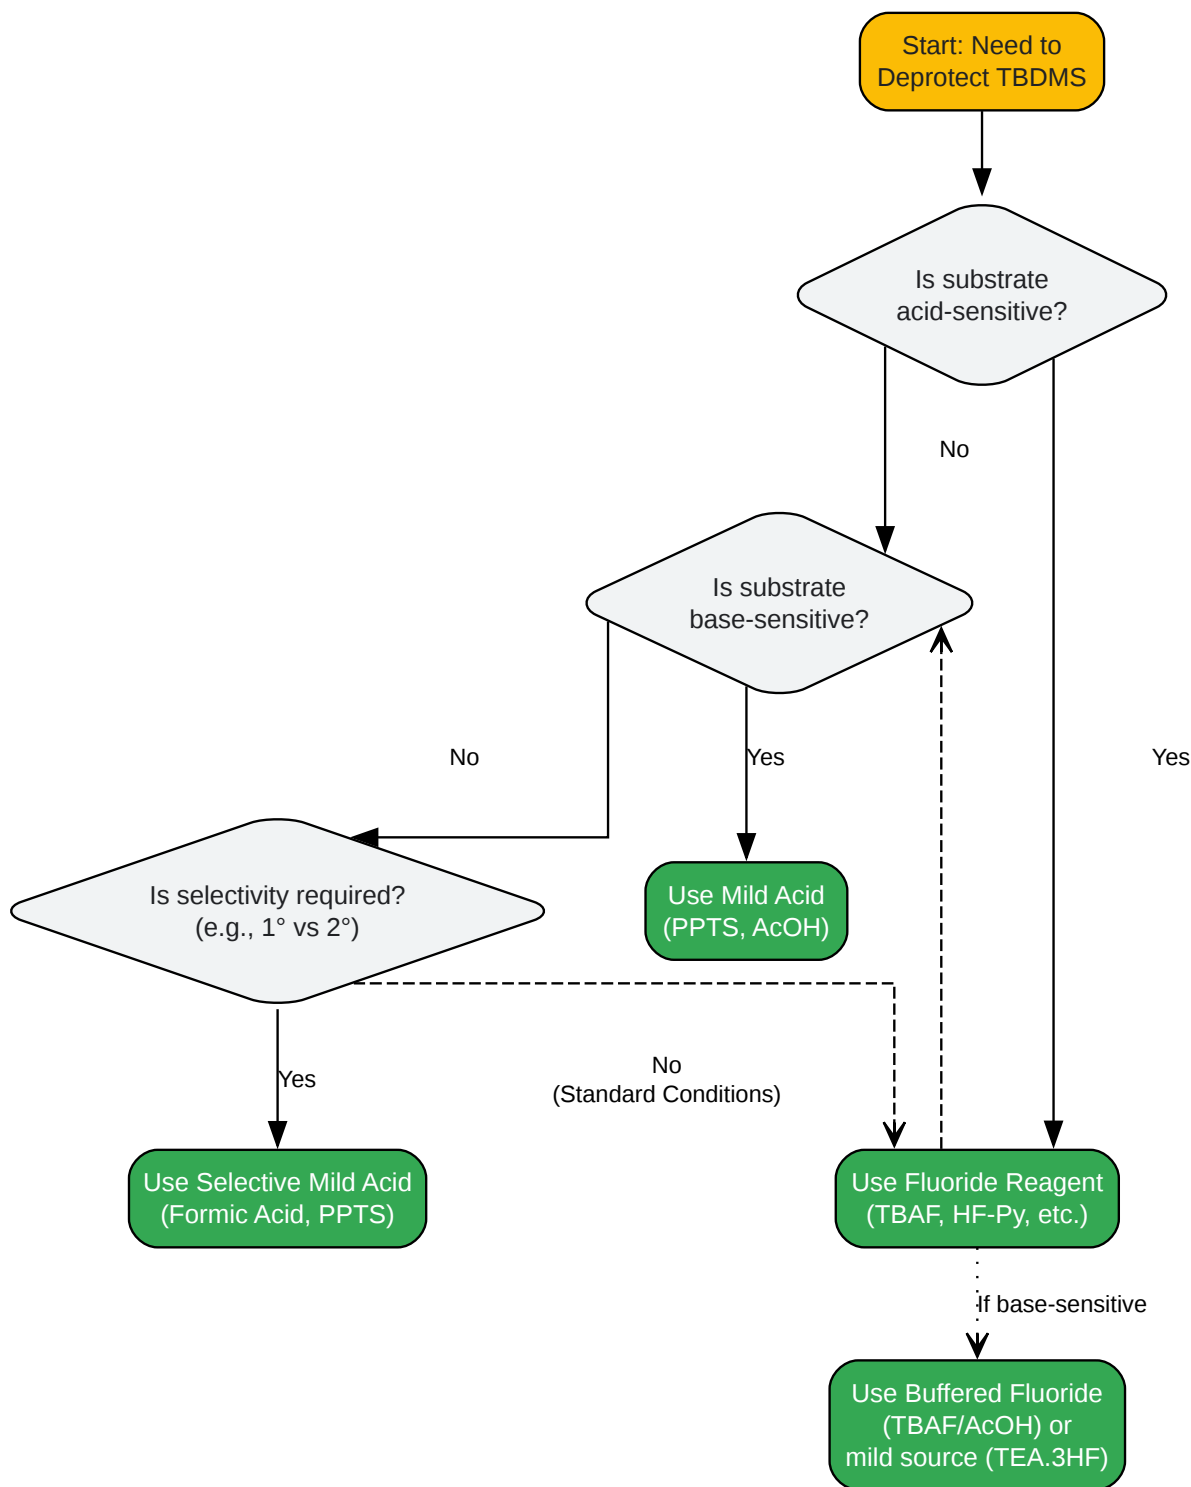 Start: Need to
Deprotect TBDMS
Is substrate
acid-sensitive?
No
Is substrate
base-sensitive?
No
Yes
Yes
Is selectivity required?
(e.g., 1° vs 2°)
Use Mild Acid
(PPTS, AcOH)
Yes
No
(Standard Conditions)
Use Selective Mild Acid
(Formic Acid, PPTS)
Use Fluoride Reagent
(TBAF, HF-Py, etc.)
If base-sensitive
Use Buffered Fluoride
(TBAF/AcOH) or
mild source (TEA.3HF)